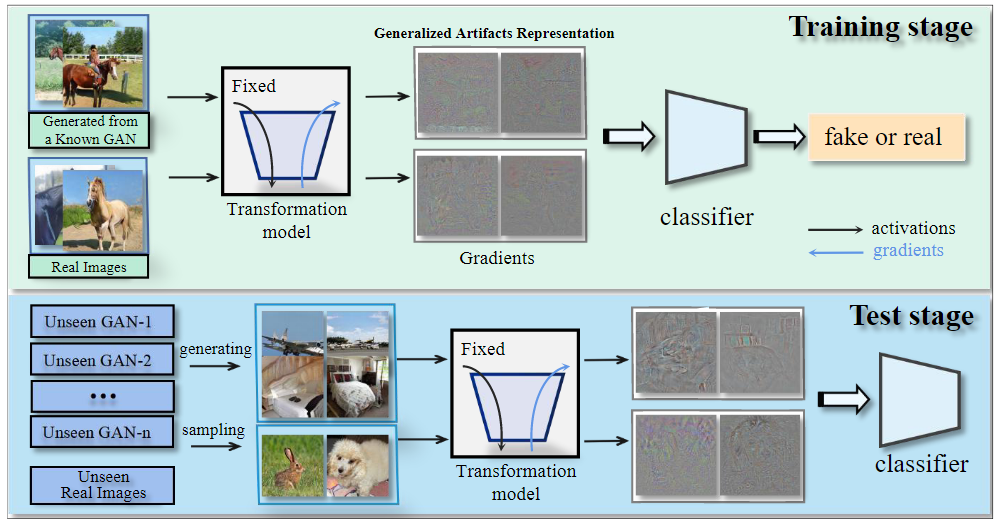 Training stage
Generalized Artifacts Representation
Fixed
Generated from
a Known GAN
Transformation
model
Real Images
Gradients
classifier
fake or real
activations
gradients
Test stage
Unseen GAN-1
Unseen GAN-2
•••
Unseen GAN-n
Unseen
Real Images
generating
sampling
Fixed
Transformation
model
classifier